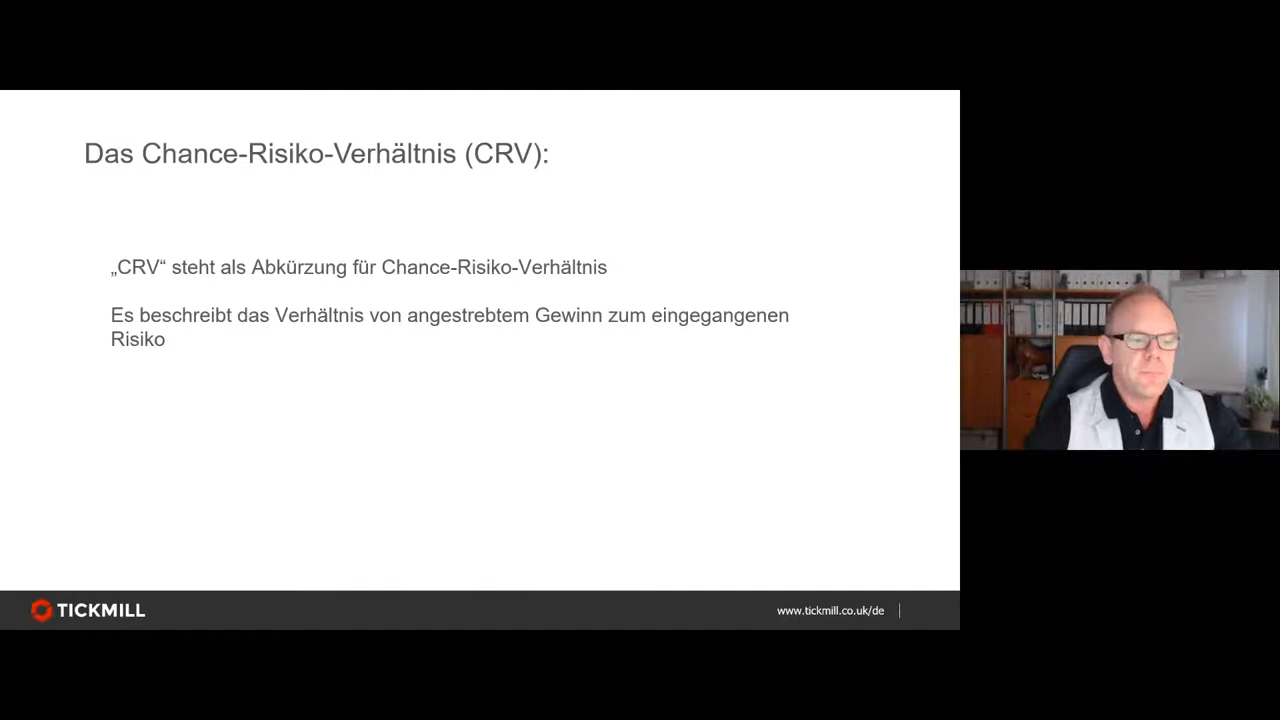 Das Chance-Risiko-Verhältnis (CRV):
„CRV“ steht als Abkürzung für Chance-Risiko-Verhältnis
Es beschreibt das Verhältnis von angestrebtem Gewinn zum eingegangenen
Risiko
TICKMILL
www.tickmill.co.uk/de